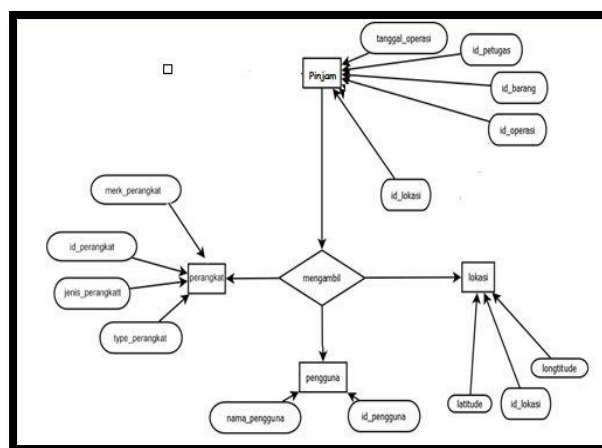 tanggal_operasi
id_petugas
Pinjam
id_barang
id_operasi
id_lokasi
merk_perangkat
id_perangkat
perangkat
mengambil
lokasi
jenis_perangkatt
type_perangkat
longtitude
pengguna
latitude
id_lokasi
nama_pengguna
id_pengguna